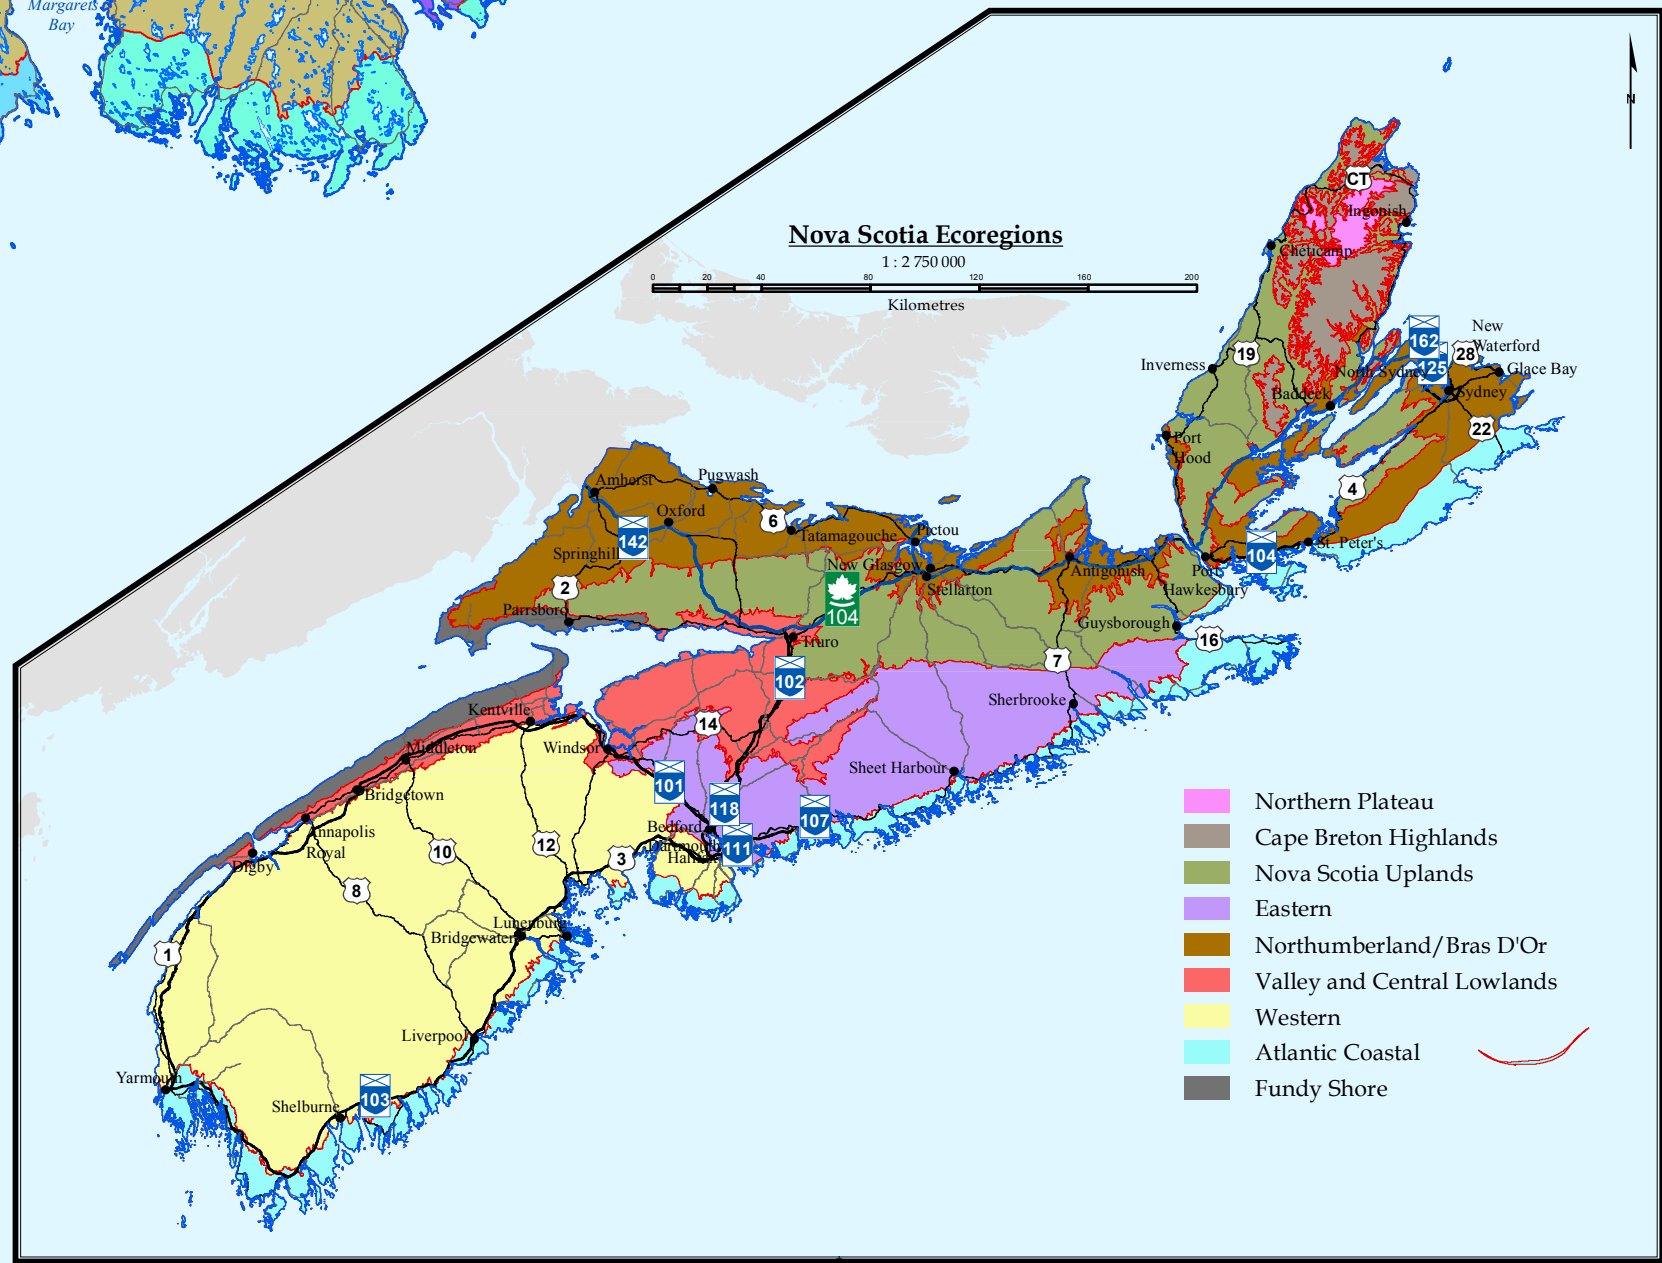 Margarets
Bay
N
CT
Nova Scotia Ecoregions
1 : 2 750 000
0 20 40 80 120 160 200
Kilometres
Ingonish
Chéticamp
Inverness
19
162
125
28
New
Waterford
Glace Bay
North Sydney
Baddeck
Sydney
22
Port
Hood
4
Amherst
Pugwash
Oxford
6
142
Tatamagouche
Pictou
Springhill
New Glasgow
Stellarton
Antigonish
104
St. Peter's
Port
Hawkesbury
2
Parrsboro
104
Guysborough
16
Truro
7
102
Sherbrooke
Kentville
14
Windsor
Middleton
Sheet Harbour
101
Bridgetown
118
107
Bedford
Dartmouth
Halifax
111
Annapolis
Royal
Digby
10
12
3
8
Lunenburg
Bridgewater
1
Liverpool
Yarmouth
Shelburne
103
Northern Plateau
Cape Breton Highlands
Nova Scotia Uplands
Eastern
Northumberland/Bras D'Or
Valley and Central Lowlands
Western
Atlantic Coastal
Fundy Shore